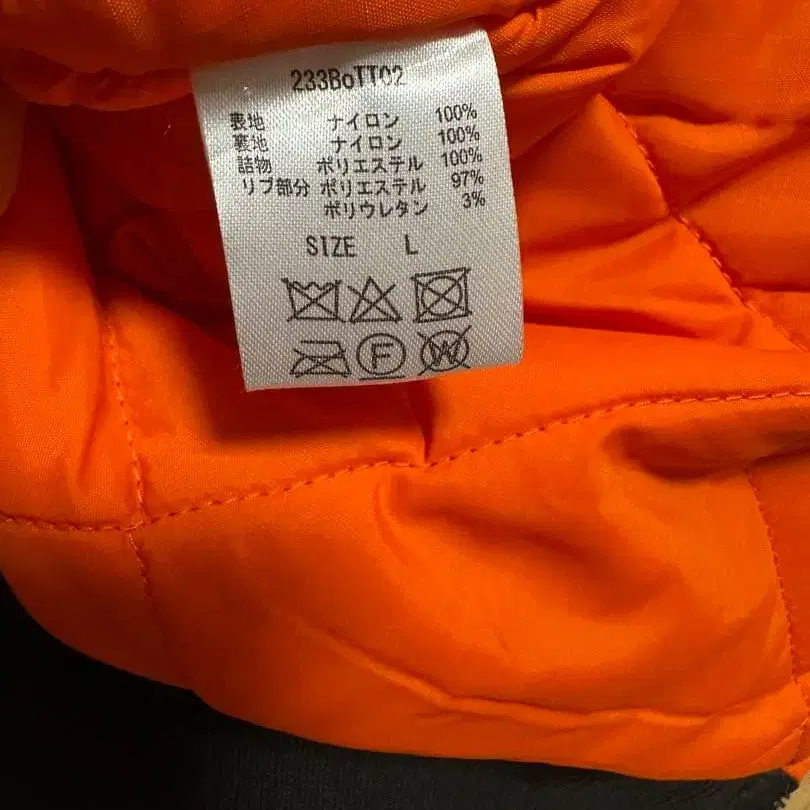 233BoTT02
表地 ナイロン 100%
裏地 ナイロン 100%
詰物 ポリエステル 100%
リブ部分 ポリエステル 97%
ポリウレタン 3%
SIZE L
F W